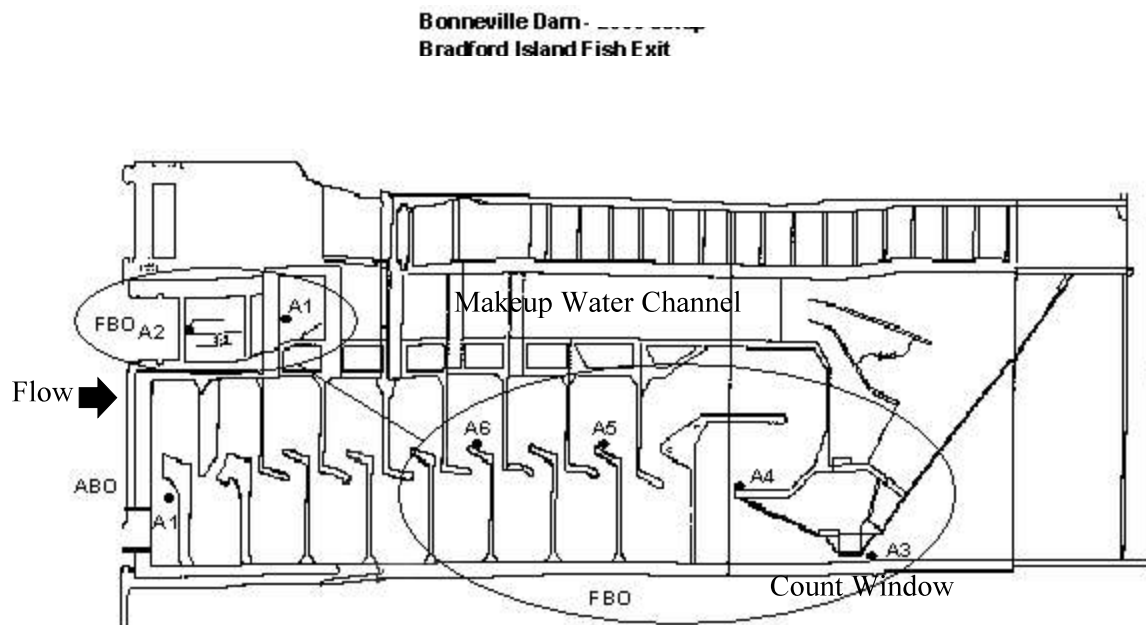 Bonneville Dam -
Bradford Island Fish Exit
Makeup Water Channel
FBO
A2
A1
Flow
A6
A5
ABO
A4
A1
A3
Count Window
FBO